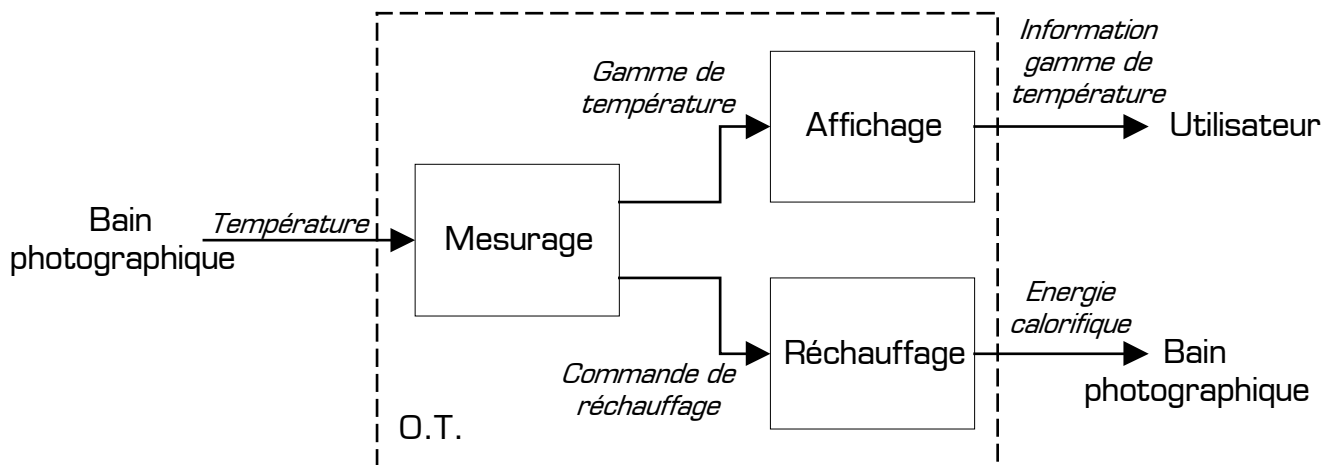 Information
gamme de
température
Gamme de
température
Affichage
Utilisateur
Bain
photographique
Température
Mesurage
Energie
calorifique
Réchauffage
Bain
photographique
Commande de
réchauffage
O.T.